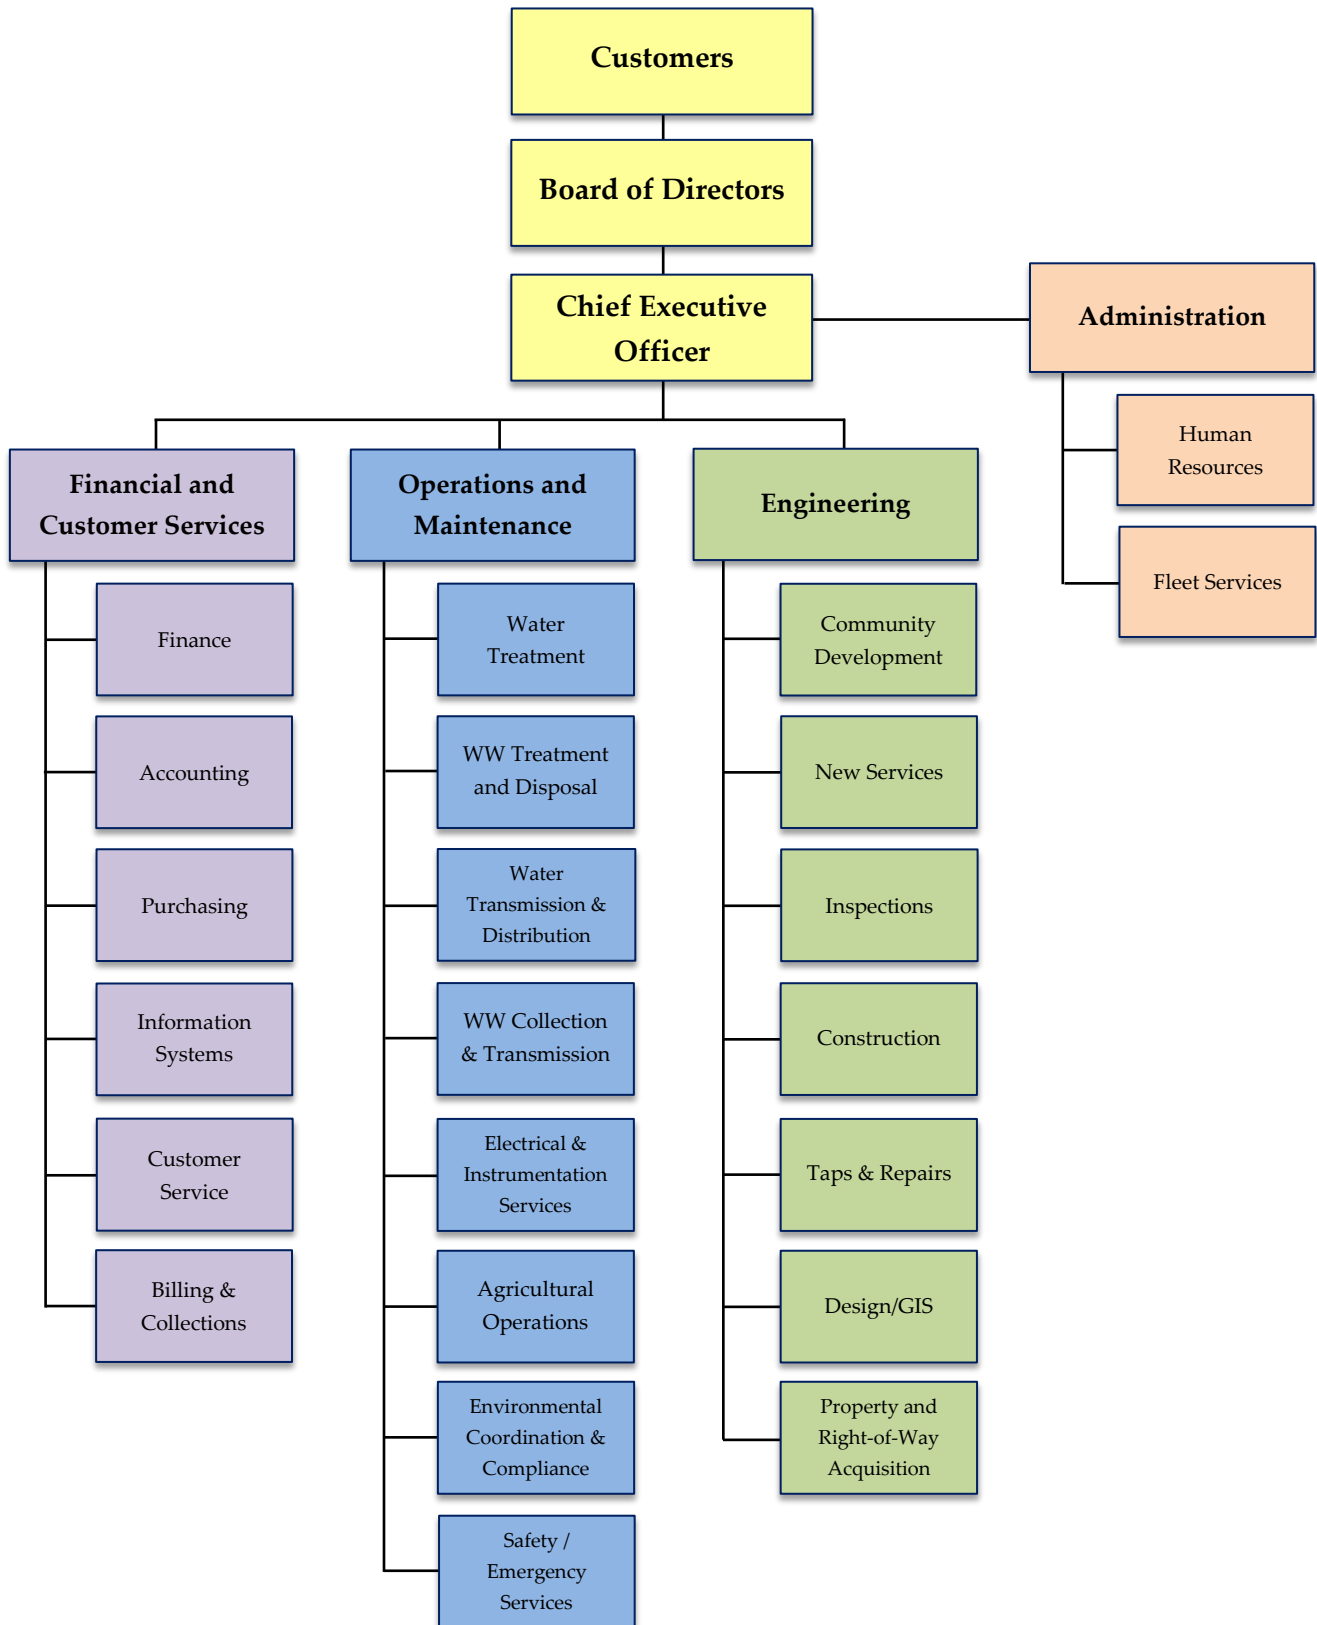 Customers
Board of Directors
Chief Executive
Officer
Administration
Human
Resources
Fleet Services
Financial and
Customer Services
Finance
Accounting
Purchasing
Information
Systems
Customer
Service
Billing &
Collections
Operations and
Maintenance
Water
Treatment
WW Treatment
and Disposal
Water
Transmission &
Distribution
WW Collection
& Transmission
Electrical &
Instrumentation
Services
Agricultural
Operations
Environmental
Coordination &
Compliance
Safety /
Emergency
Services
Engineering
Community
Development
New Services
Inspections
Construction
Taps & Repairs
Design/GIS
Property and
Right-of-Way
Acquisition